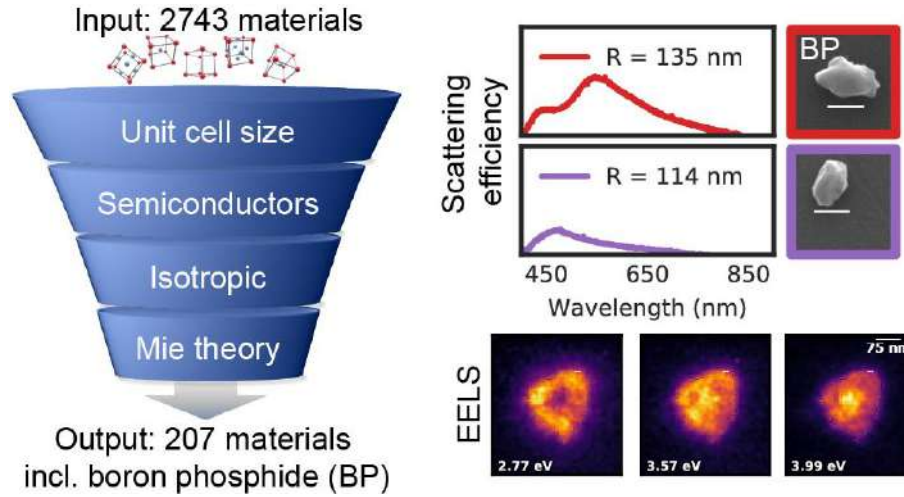 Input: 2743 materials
Unit cell size
Semiconductors
Isotropic
Mie theory
Output: 207 materials
incl. boron phosphide (BP)
Scattering
efficiency
R = 135 nm
BP
R = 114 nm
450 650 850
Wavelength (nm)
EELS
2.77 eV
3.57 eV
75 nm
3.99 eV